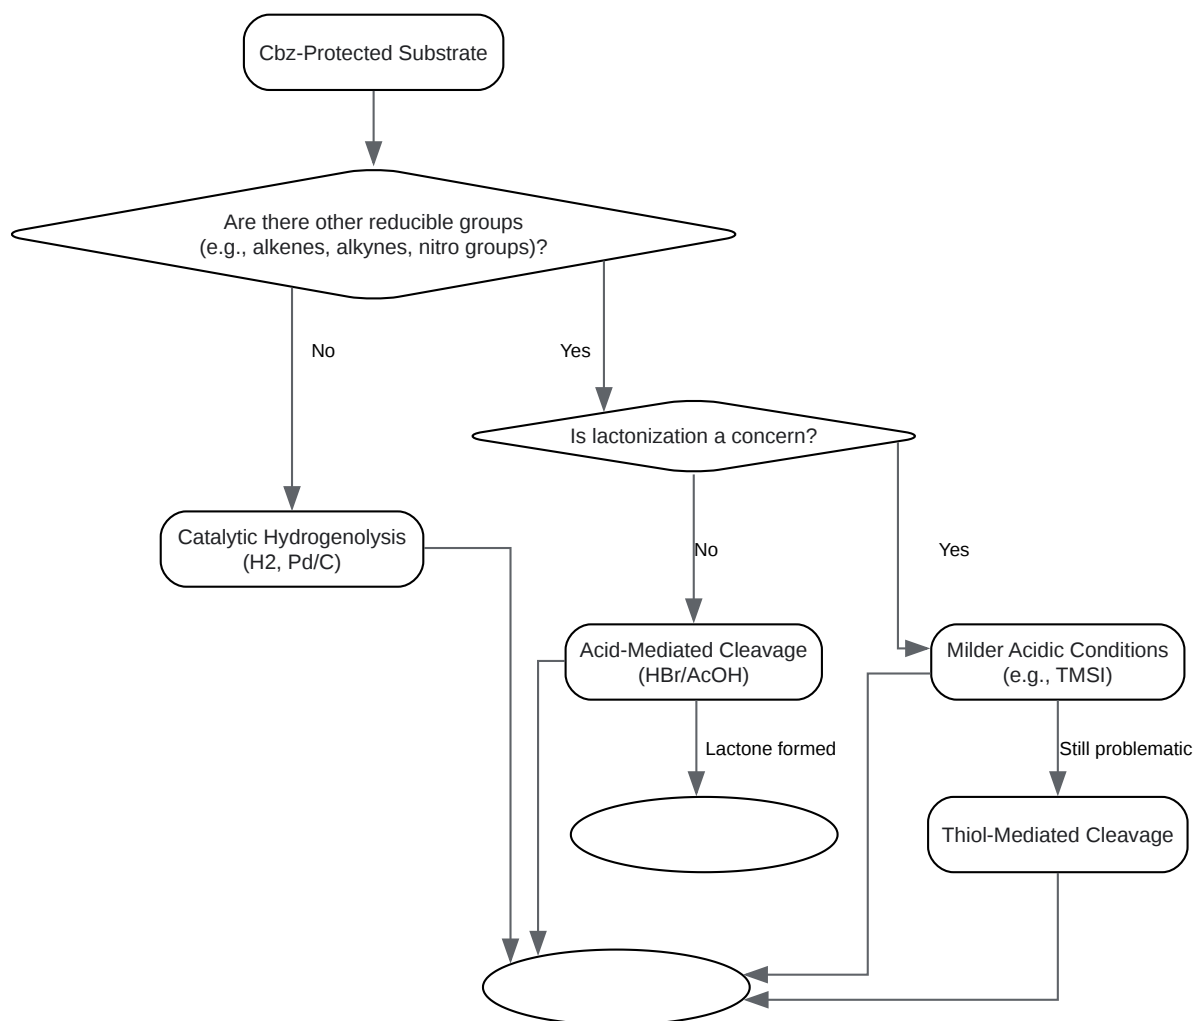 Cbz-Protected Substrate
Are there other reducible groups
(e.g., alkenes, alkynes, nitro groups)?
No
Yes
Is lactonization a concern?
Catalytic Hydrogenolysis
(H2, Pd/C)
No
Yes
Acid-Mediated Cleavage
(HBr/AcOH)
Milder Acidic Conditions
(e.g., TMSI)
Lactone formed
Still problematic
Thiol-Mediated Cleavage